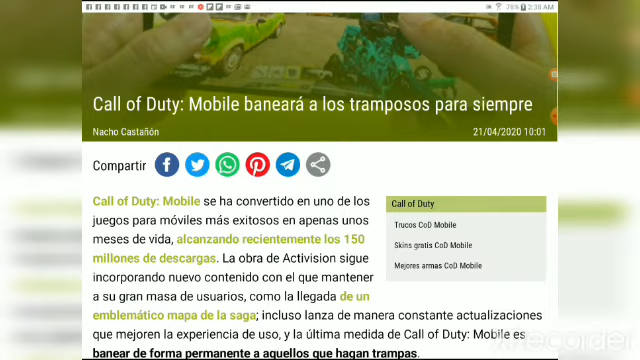 78% 2:38 AM
Call of Duty: Mobile baneará a los tramposos para siempre
Nacho Castañón 21/04/2020 10:01
Compartir
Call of Duty: Mobile se ha convertido en uno de los
juegos para móviles más exitosos en apenas unos
meses de vida, alcanzando recientemente los 150
millones de descargas. La obra de Activision sigue
incorporando nuevo contenido con el que mantener
a su gran masa de usuarios, como la llegada de un
emblemático mapa de la saga; incluso lanza de manera constante actualizaciones
que mejoren la experiencia de uso, y la última medida de Call of Duty: Mobile es
banear de forma permanente a aquellos que hagan trampas.
Call of Duty
Trucos CoD Mobile
Skins gratis CoD Mobile
Mejores armas CoD Mobile